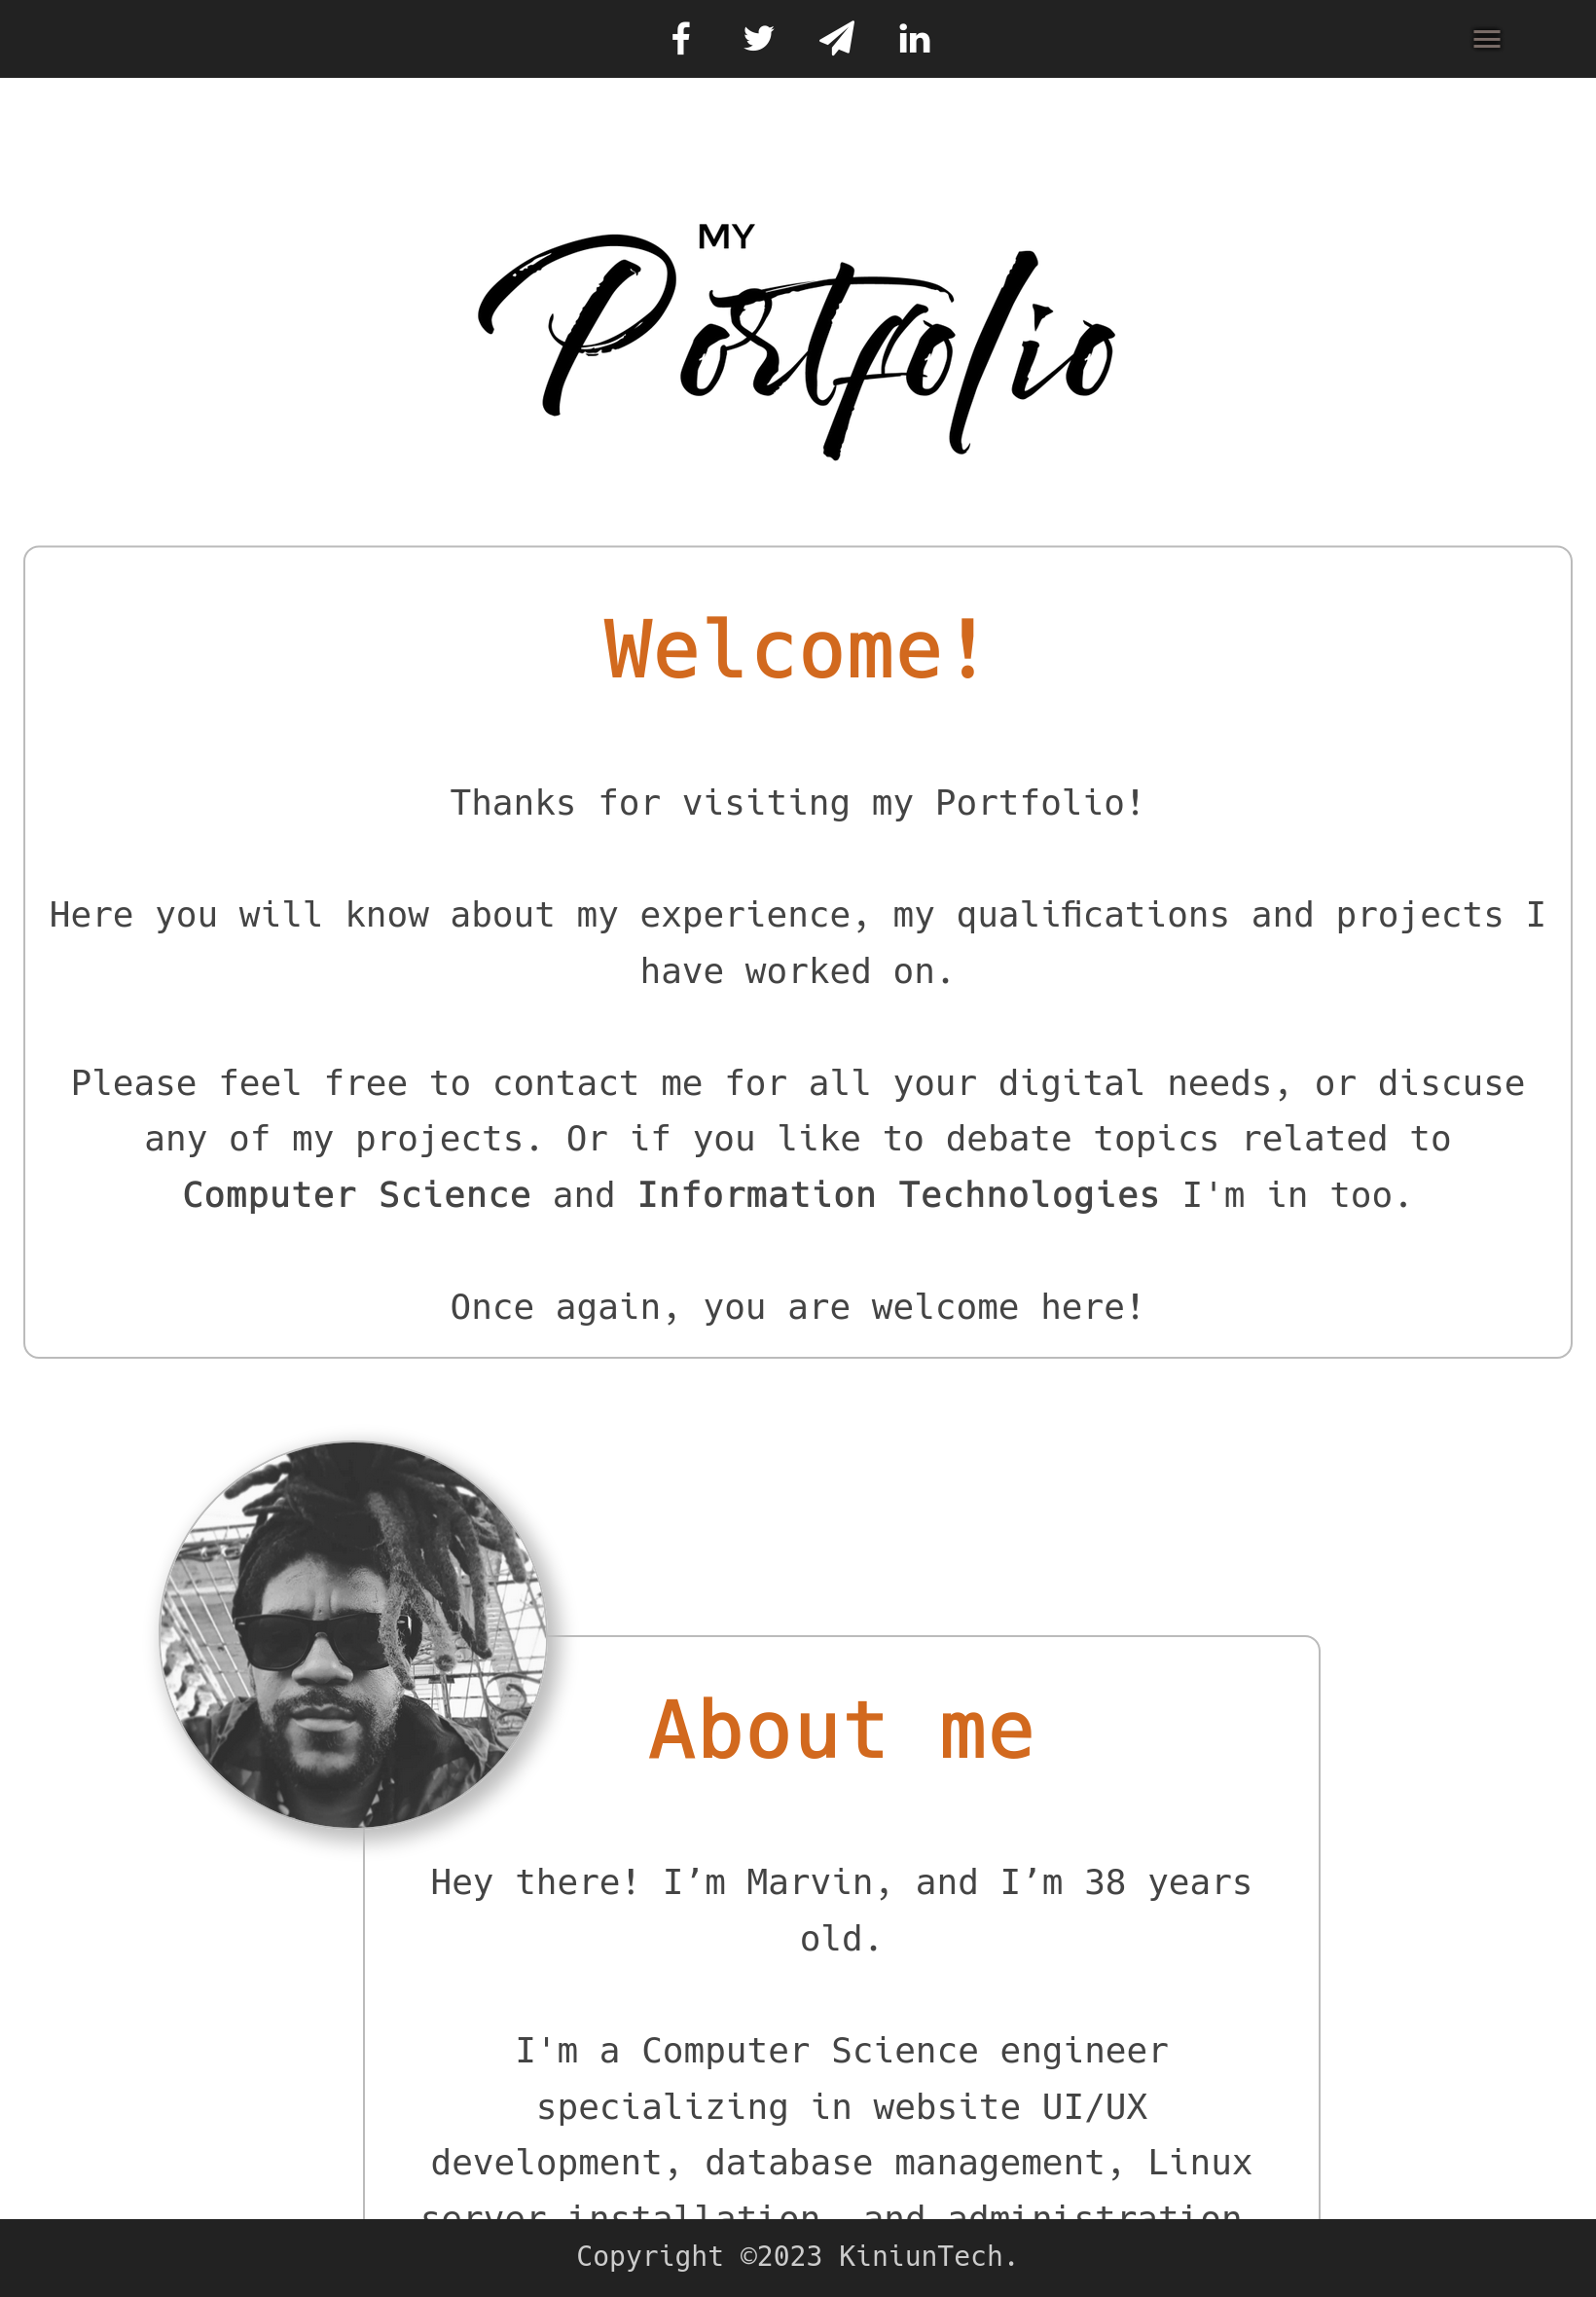 MY
Portfolio
Welcome!
Thanks for visiting my Portfolio!
Here you will know about my experience, my qualifications and projects I
have worked on.
Please feel free to contact me for all your digital needs, or discuse
any of my projects. Or if you like to debate topics related to
Computer Science and Information Technologies I'm in too.
Once again, you are welcome here!
About me
Hey there! I’m Marvin, and I’m 38 years
old.
I'm a Computer Science engineer
specializing in website UI/UX
development, database management, Linux
server installation, and administration.
Copyright ©2023 KiniunTech.